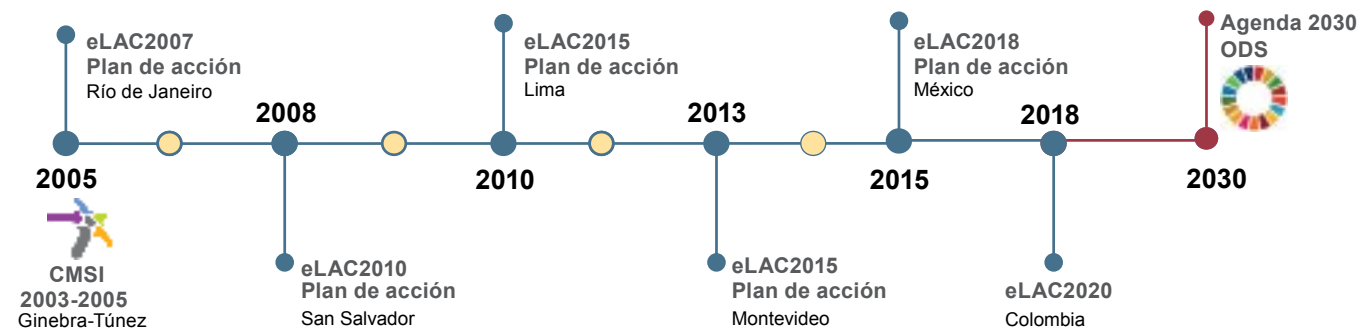 eLAC2007
Plan de acción
Río de Janeiro
eLAC2015
Plan de acción
Lima
eLAC2018
Plan de acción
México
Agenda 2030
ODS
2008
2013
2018
2005
2010
2015
2030
CMSI
2003-2005
Ginebra-Túnez
eLAC2010
Plan de acción
San Salvador
eLAC2015
Plan de acción
Montevideo
eLAC2020
Colombia